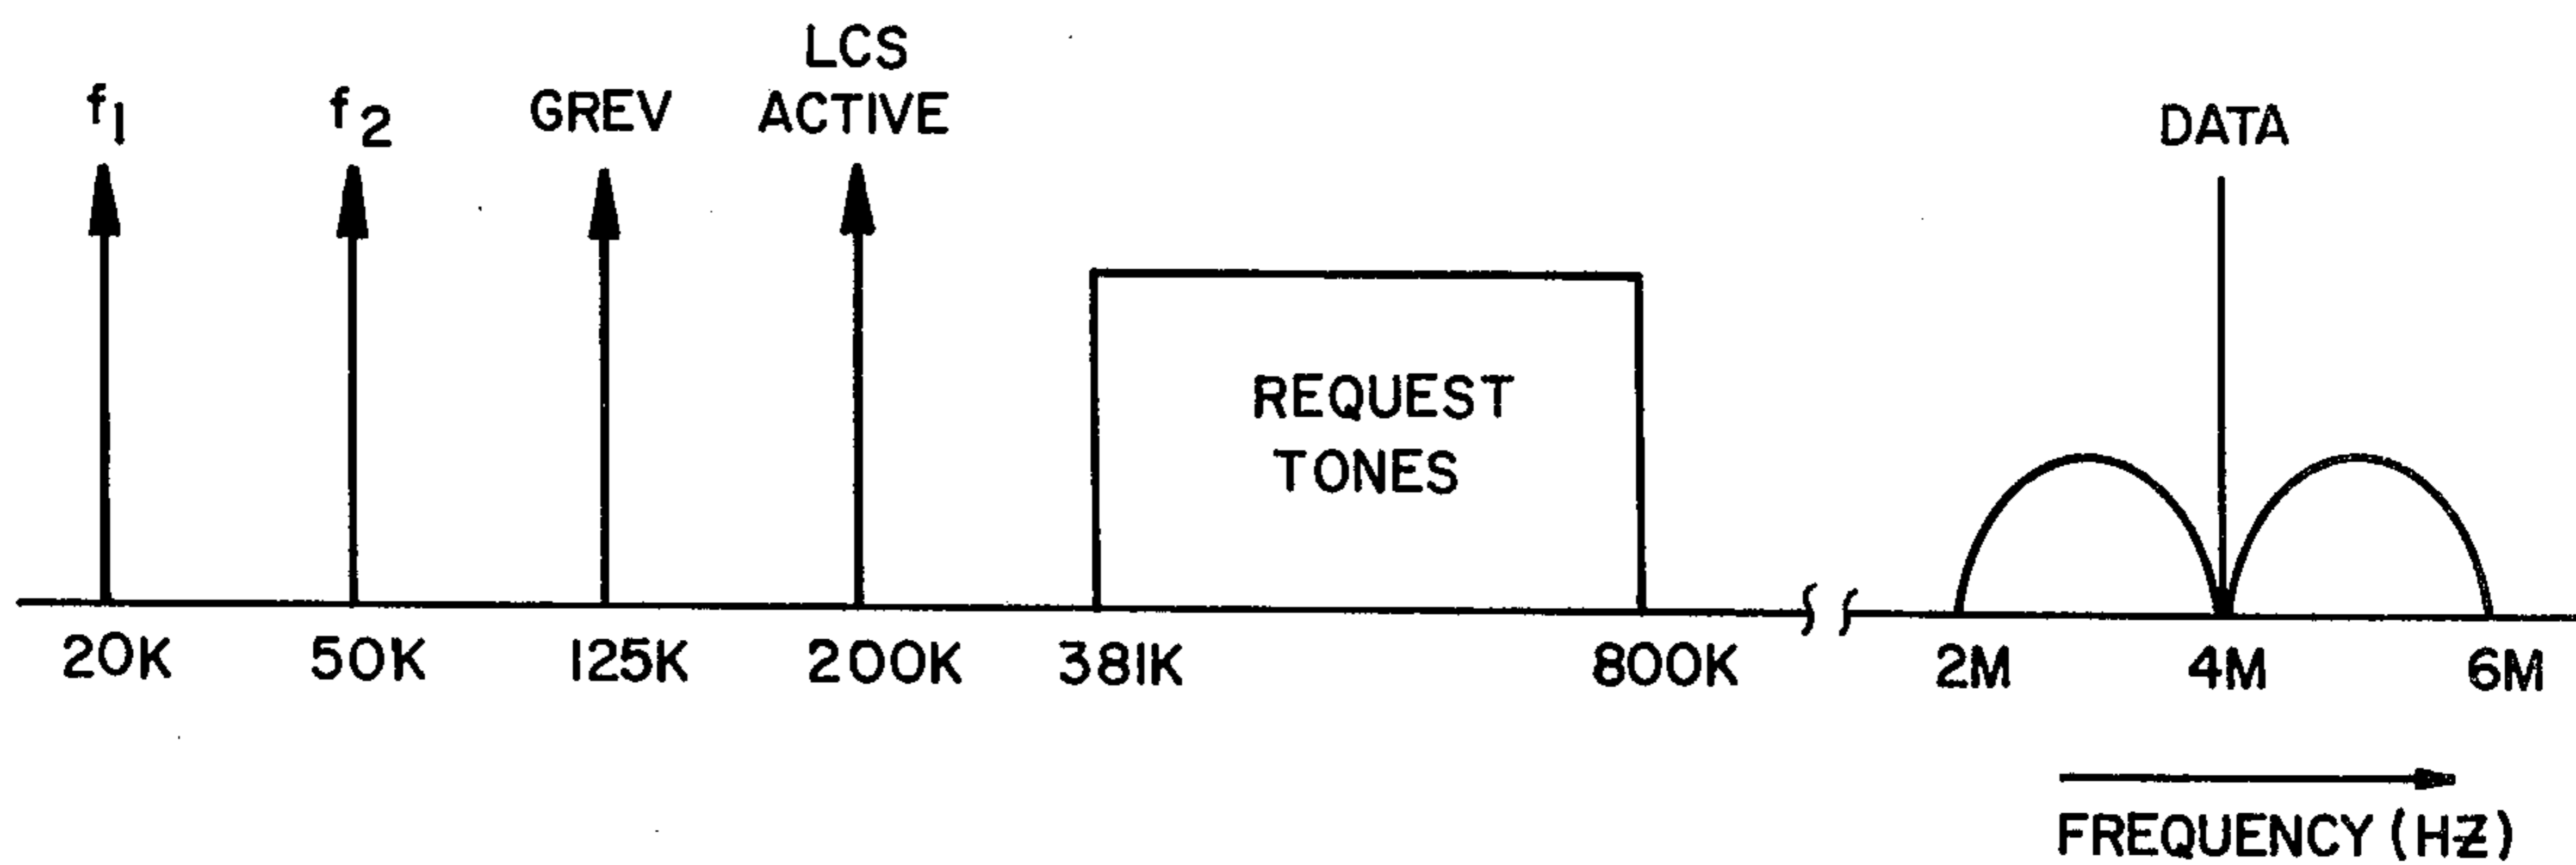 LCS
f1 f2 GREV ACTIVE DATA
REQUEST
TONES
20K 50K 125K 200K 381K 800K 2M 4M 6M
FREQUENCY (HZ)